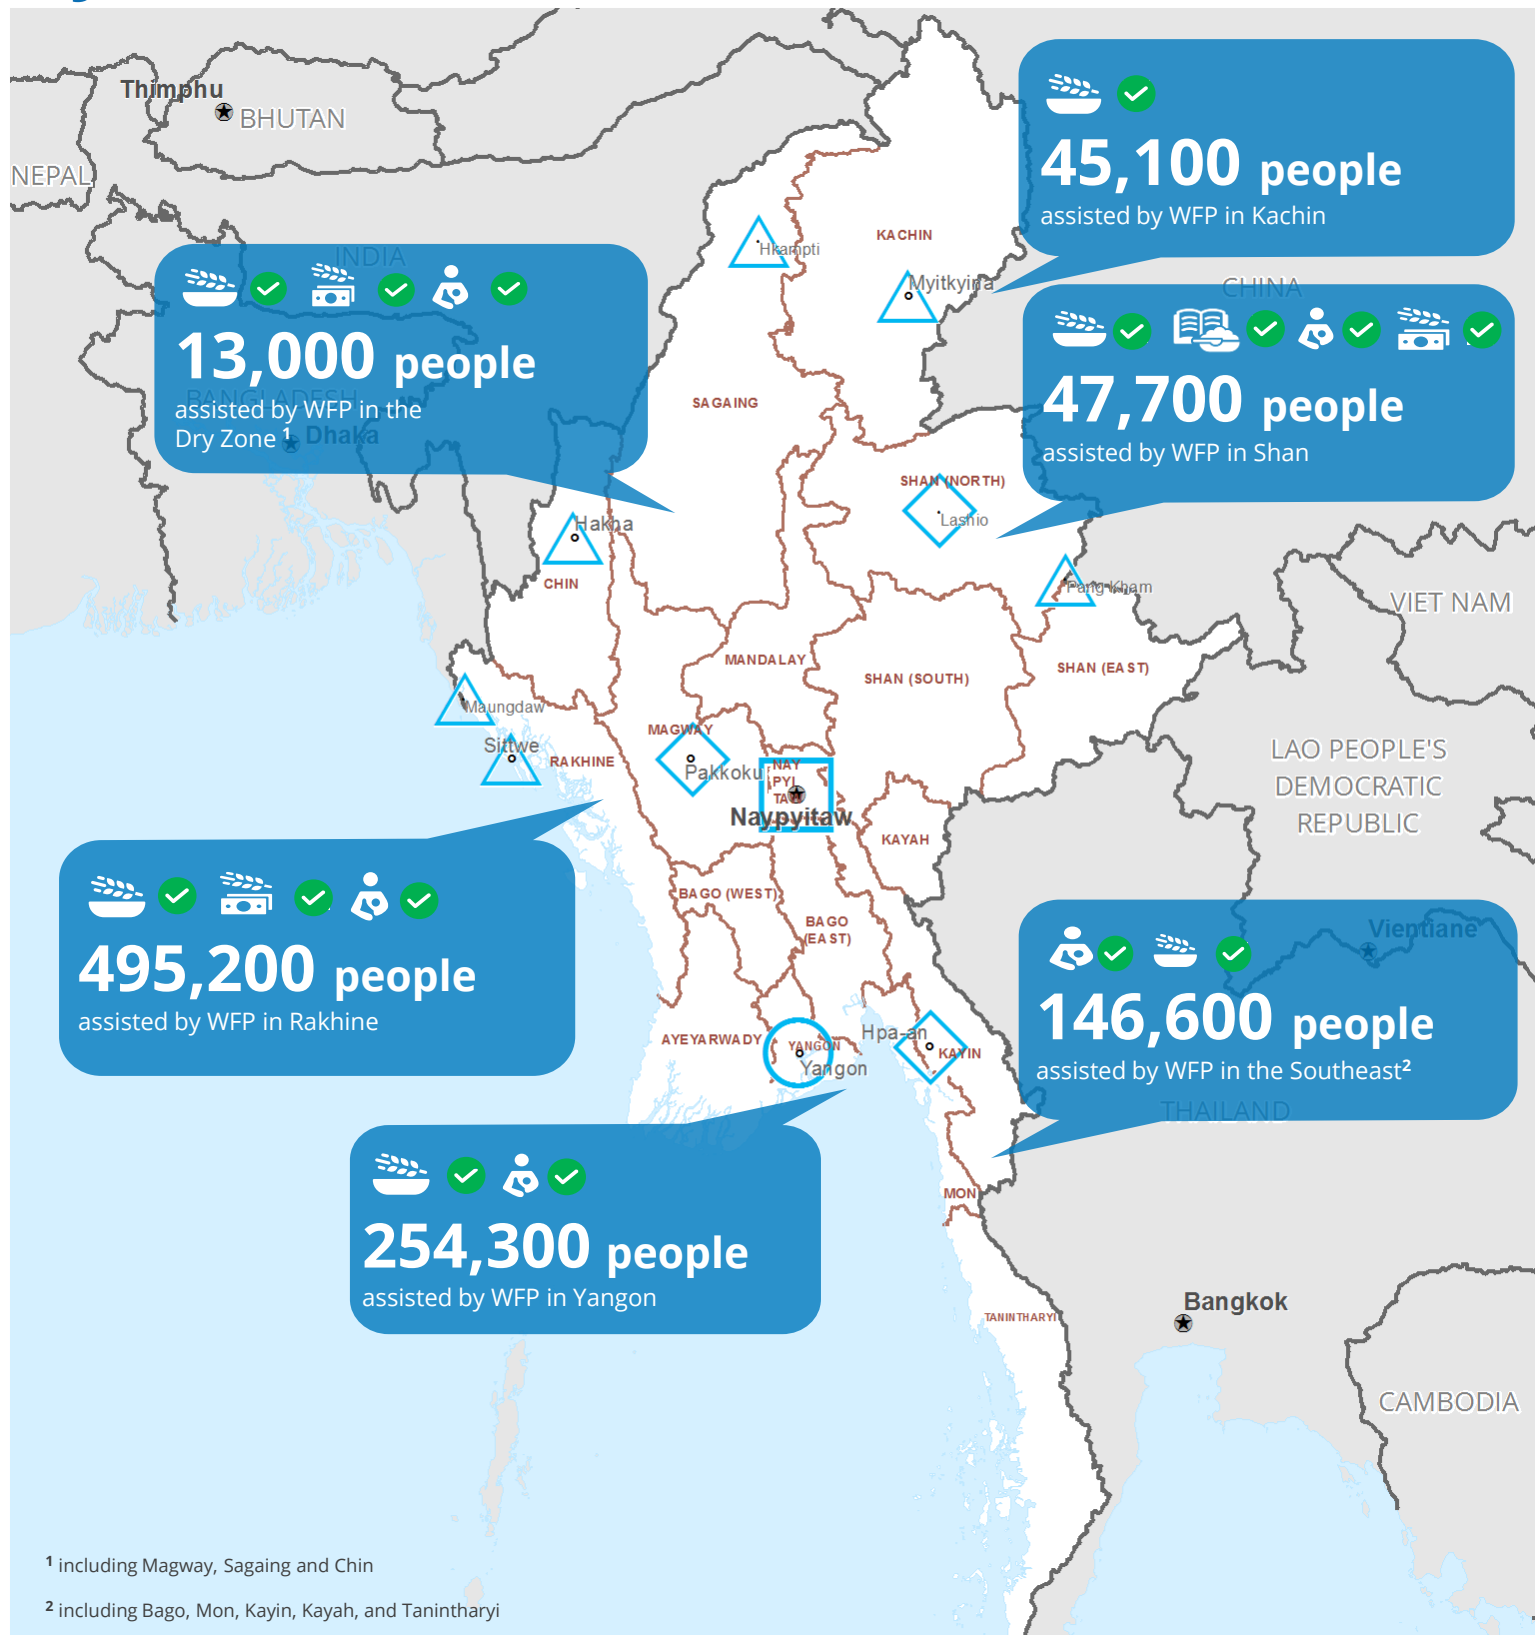 Thimphu
BHUTAN
NEPAL
INDIA
BANGLADESH
Dhaka
CHINA
VIET NAM
LAO PEOPLE'S
DEMOCRATIC
REPUBLIC
Vientiane
THAILAND
Bangkok
CAMBODIA
45,100 people
assisted by WFP in Kachin
13,000 people
assisted by WFP in the
Dry Zone 1
47,700 people
assisted by WFP in Shan
495,200 people
assisted by WFP in Rakhine
146,600 people
assisted by WFP in the Southeast2
254,300 people
assisted by WFP in Yangon
Hkampti
KACHIN
Myitkyina
SAGAING
SHAN (NORTH)
Lashio
Hakha
CHIN
Pang Kham
MANDALAY
SHAN (SOUTH)
SHAN (EAST)
Maungdaw
Sittwe
RAKHINE
MAGWAY
Pakkoku
NAY
PYI
TAW
Naypyitaw
KAYAH
BAGO (WEST)
BAGO
(EAST)
AYEYARWADY
YANGON
Yangon
Hpa-an
KAYIN
MON
TANINTHARYI
1 including Magway, Sagaing and Chin
2 including Bago, Mon, Kayin, Kayah, and Tanintharyi